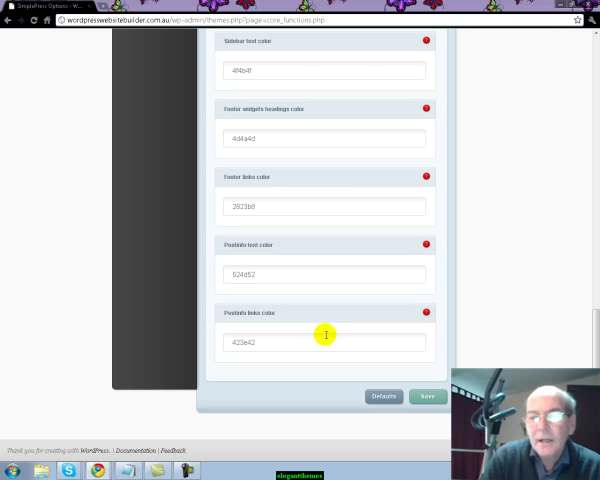 SimplePress Options ‹ W...
wordpresswebsitebuilder.com.au/wp-admin/themes.php?page=core_functions.php
Sidebar text color
4f4b4f
Footer widgets headings color
4d4a4d
Footer links color
2823b8
Postinfo text color
524d52
Postinfo links color
423e42
Defaults
Save
Thank you for creating with WordPress. | Documentation | Feedback
elegantthemes